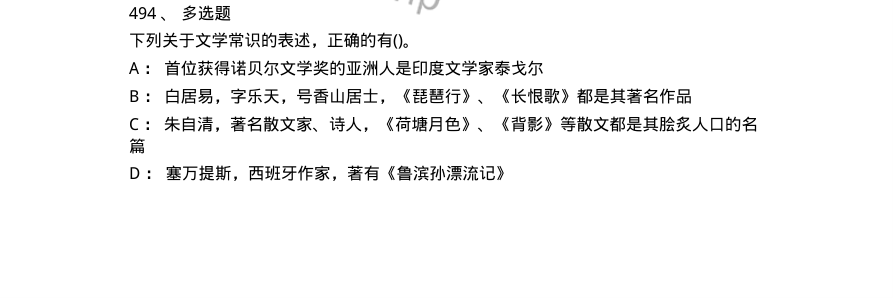 494 、 多选题
下列关于文学常识的表述，正确的有()。
A ： 首位获得诺贝尔文学奖的亚洲人是印度文学家泰戈尔
B ： 白居易，字乐天，号香山居士，《琵琶行》、《长恨歌》都是其著名作品
C ： 朱自清，著名散文家、诗人，《荷塘月色》、《背影》等散文都是其脍炙人口的名
篇
D ： 塞万提斯，西班牙作家，著有《鲁滨孙漂流记》